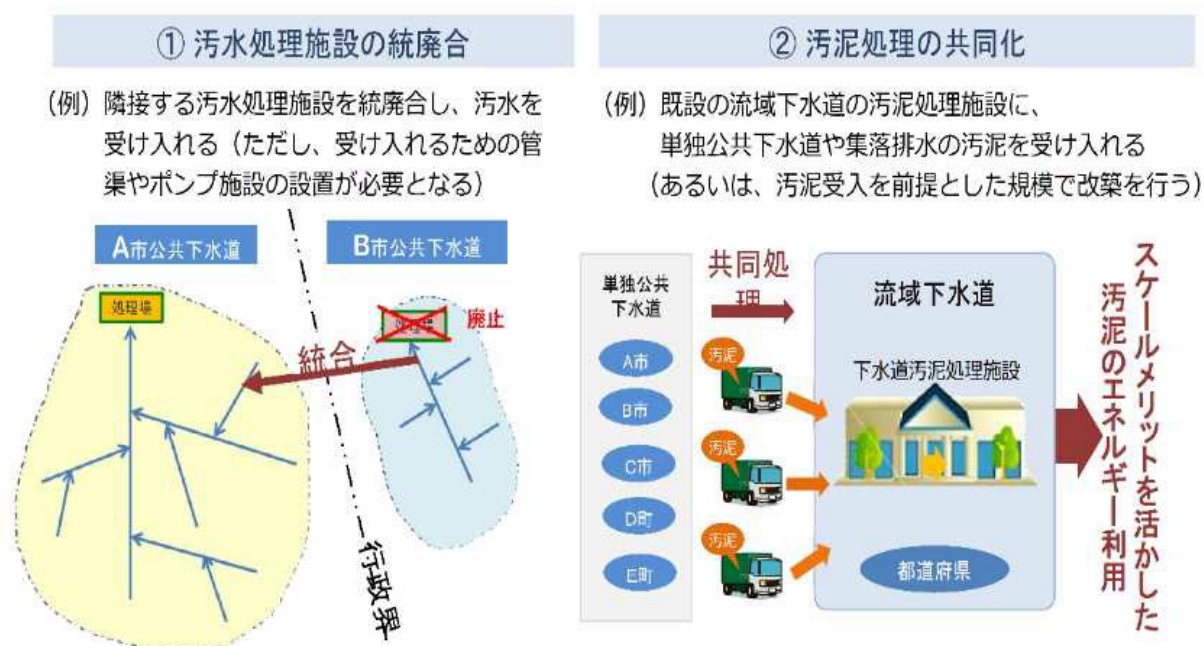 ① 汚水処理施設の統廃合
(例) 隣接する汚水処理施設を統廃合し、汚水を
受け入れる（ただし、受け入れるための管
渠やポンプ施設の設置が必要となる）
A市公共下水道
B市公共下水道
処理場
処理場
廃止
統合
行政界
② 汚泥処理の共同化
(例) 既設の流域下水道の汚泥処理施設に、
単独公共下水道や集落排水の汚泥を受け入れる
（あるいは、汚泥受入を前提とした規模で改築を行う）
単独公共
下水道
A市
B市
C市
D町
E町
共同処
理
汚泥
汚泥
汚泥
流域下水道
下水道汚泥処理施設
都道府県
スケールメリットを活かした
汚泥のエネルギー利用